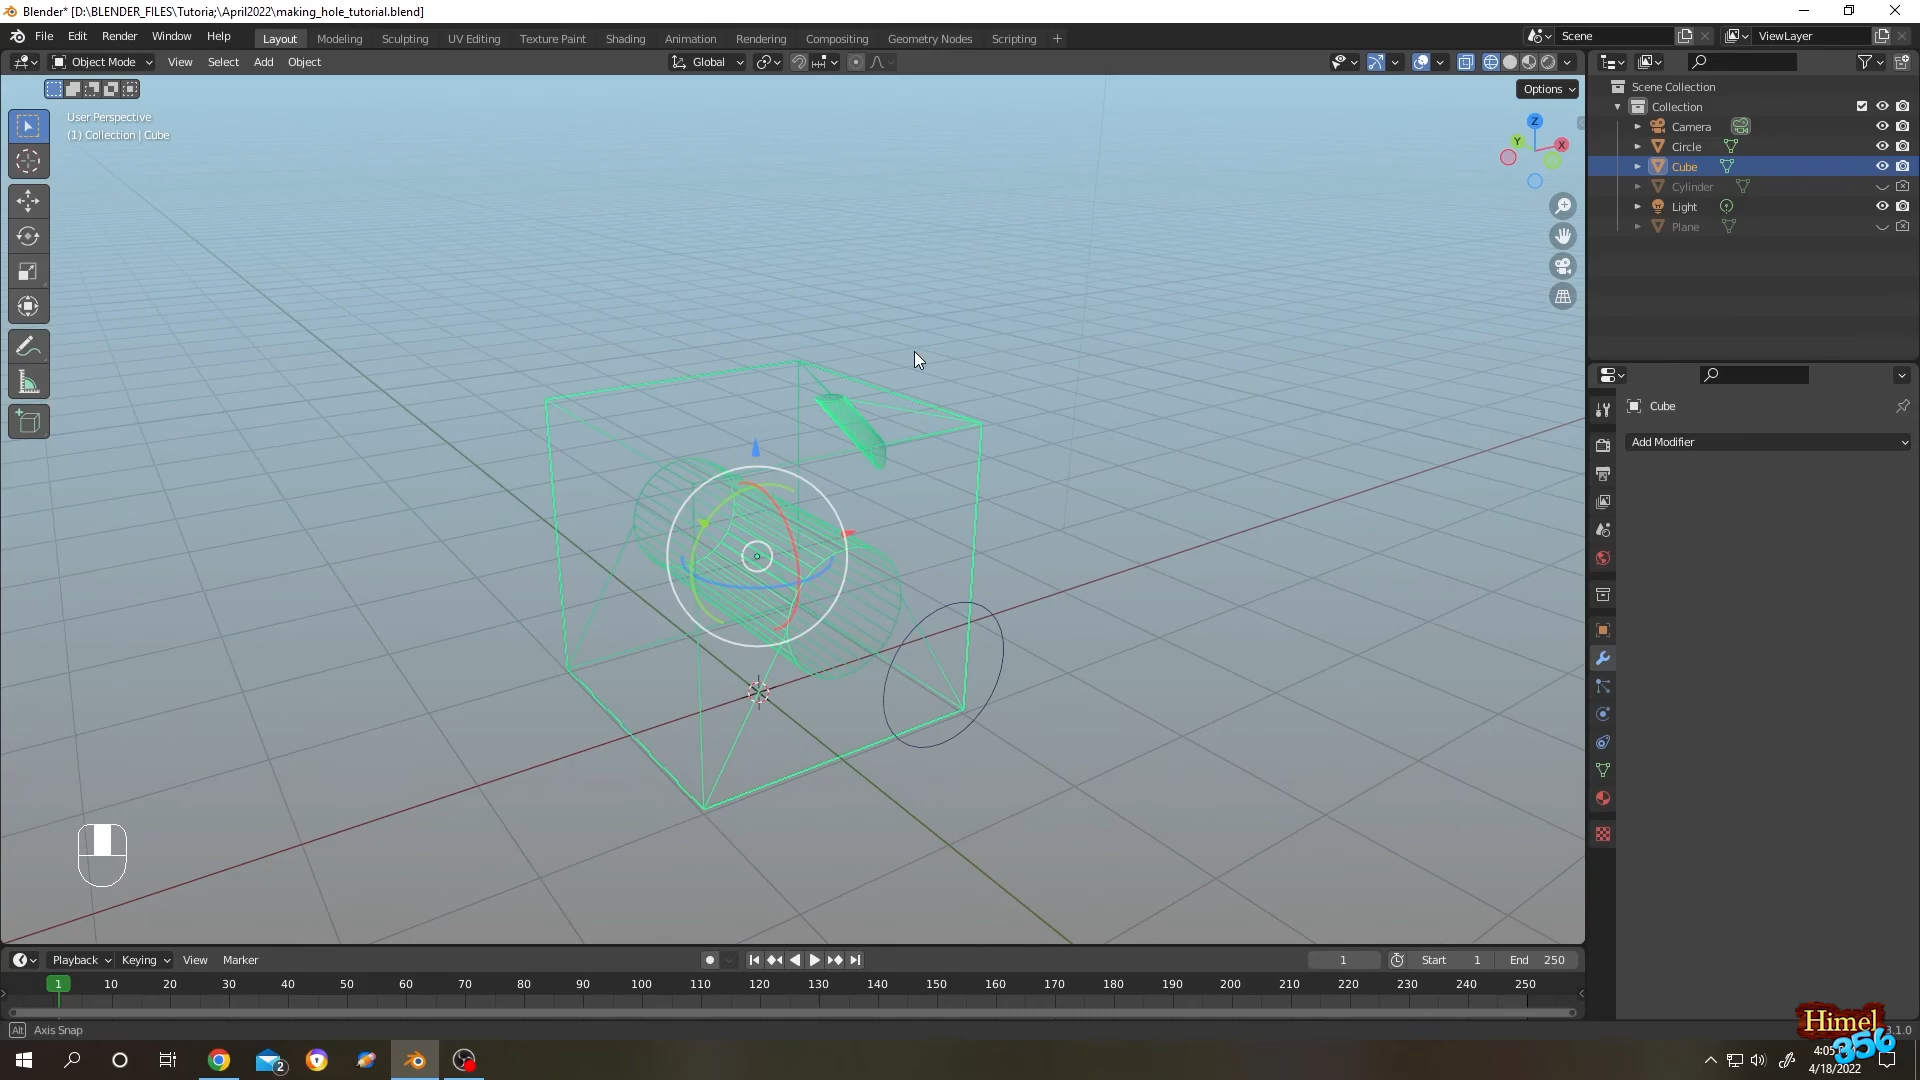 Blender* [D:\BLENDER_FILES\Tutoria;\April2022\making_hole_tutorial.blend]
File Edit Render Window Help
Layout Modeling Sculpting UV Editing Texture Paint Shading Animation Rendering Compositing Geometry Nodes Scripting +
Scene
ViewLayer
Object Mode View Select Add Object
Global
Options
User Perspective
(1) Collection | Cube
Z
Y
X
Scene Collection
Collection
Camera
Circle
Cube
Cylinder
Light
Plane
Cube
Add Modifier
Playback Keying View Marker
1 Start 1 End 250
1 10 20 30 40 50 60 70 80 90 100 110 120 130 140 150 160 170 180 190 200 210 220 230 240 250
Alt Axis Snap
3.1.0
Himel
356
2
4:05
4/18/2022